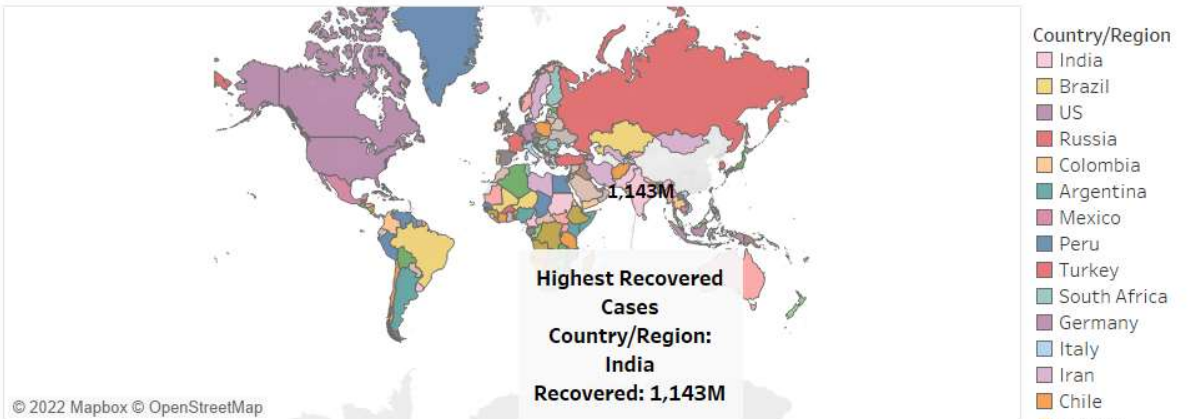 Country/Region
India
Brazil
US
Russia
Colombia
Argentina
Mexico
Peru
Turkey
South Africa
Germany
Italy
Iran
Chile
1,143M
Highest Recovered
Cases
Country/Region:
India
Recovered: 1,143M
© 2022 Mapbox © OpenStreetMap